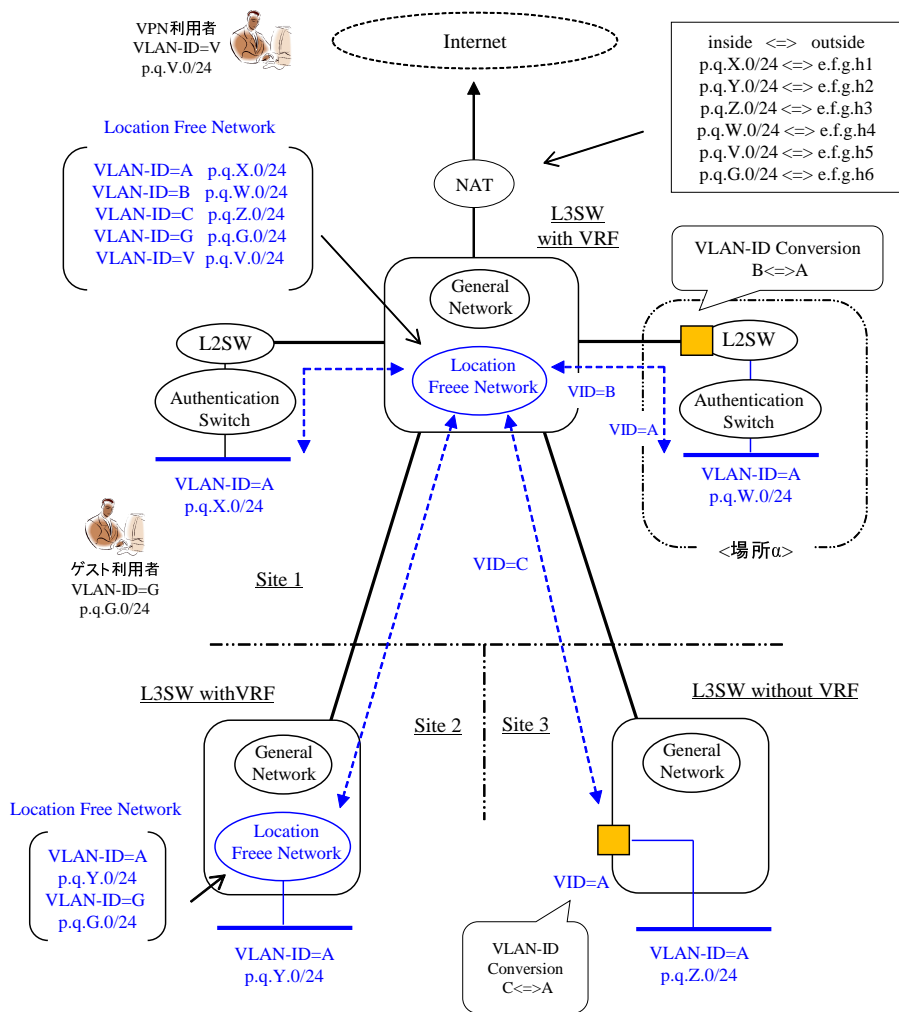 VPN利用者
VLAN-ID=V
p.q.V.0/24
Internet
inside <=> outside
p.q.X.0/24<=> e.f.g.h1
p.q.Y.0/24<=> e.f.g.h2
p.q.Z.0/24<=> e.f.g.h3
p.q.W.0/24<=> e.f.g.h4
p.q.V.0/24<=> e.f.g.h5
p.q.G.0/24 <=> e.f.g.h6
Location Free Network
VLAN-ID=A p.q.X.0/24
VLAN-ID=B p.q.W.0/24
VLAN-ID=C p.q.Z.0/24
VLAN-ID=G p.q.G.0/24
VLAN-ID=V p.q.V.0/24
NAT
L3SW
with VRF
VLAN-ID Conversion
B<=>A
General
Network
L2SW
Location
Freee Network
L2SW
Authentication
Switch
VID=B
VID=A
Authentication
Switch
VLAN-ID=A
p.q.X.0/24
VLAN-ID=A
p.q.W.0/24
<場所α>
ゲスト利用者
VLAN-ID=G
p.q.G.0/24
Site 1
VID=C
L3SW withVRF
Site 2
Site 3
L3SW without VRF
General
Network
General
Network
Location Free Network
VLAN-ID=A
p.q.Y.0/24
VLAN-ID=G
p.q.G.0/24
Location
Freee Network
VID=A
VLAN-ID=A
p.q.Y.0/24
VLAN-ID
Conversion
C<=>A
VLAN-ID=A
p.q.Z.0/24